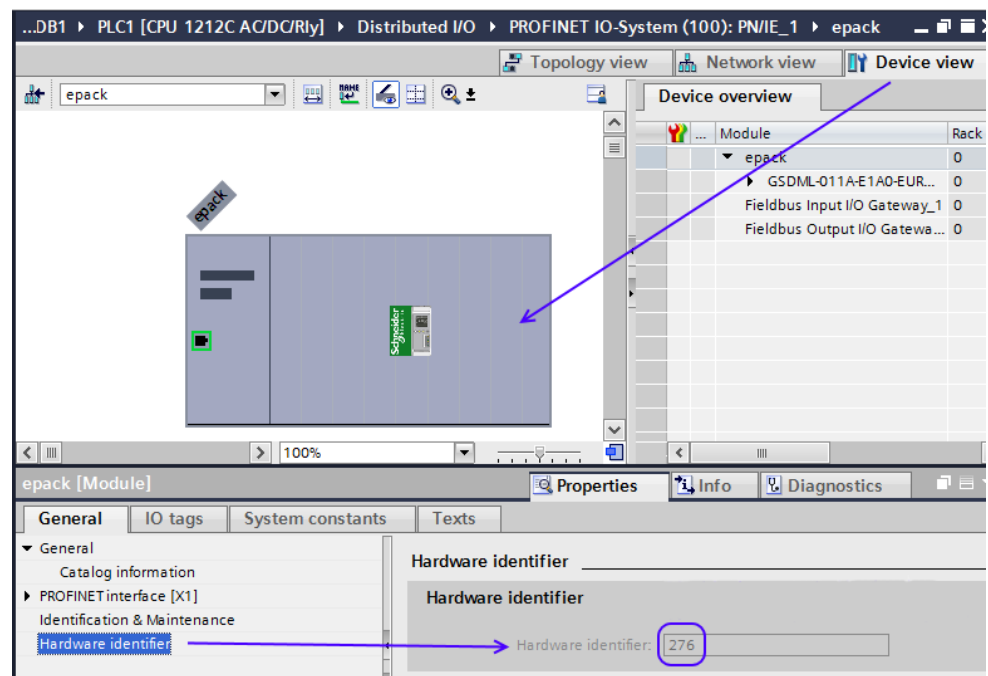 ...DB1 ▸ PLC1 [CPU 1212C AC/DC/Rly] ▸ Distributed I/O ▸ PROFINET IO-System (100): PN/IE_1 ▸ epack
Topology view Network view Device view
epack
NAME
Device overview
... Module Rack
epack 0
GSDML-011A-E1A0-EUR... 0
Fieldbus Input I/O Gateway_1 0
Fieldbus Output I/O Gatewa... 0
epack
Schneider
Electric
100%
epack [Module]
Properties Info Diagnostics
General IO tags System constants Texts
General
Catalog information
PROFINET interface [X1]
Identification & Maintenance
Hardware identifier
Hardware identifier
Hardware identifier
Hardware identifier: 276